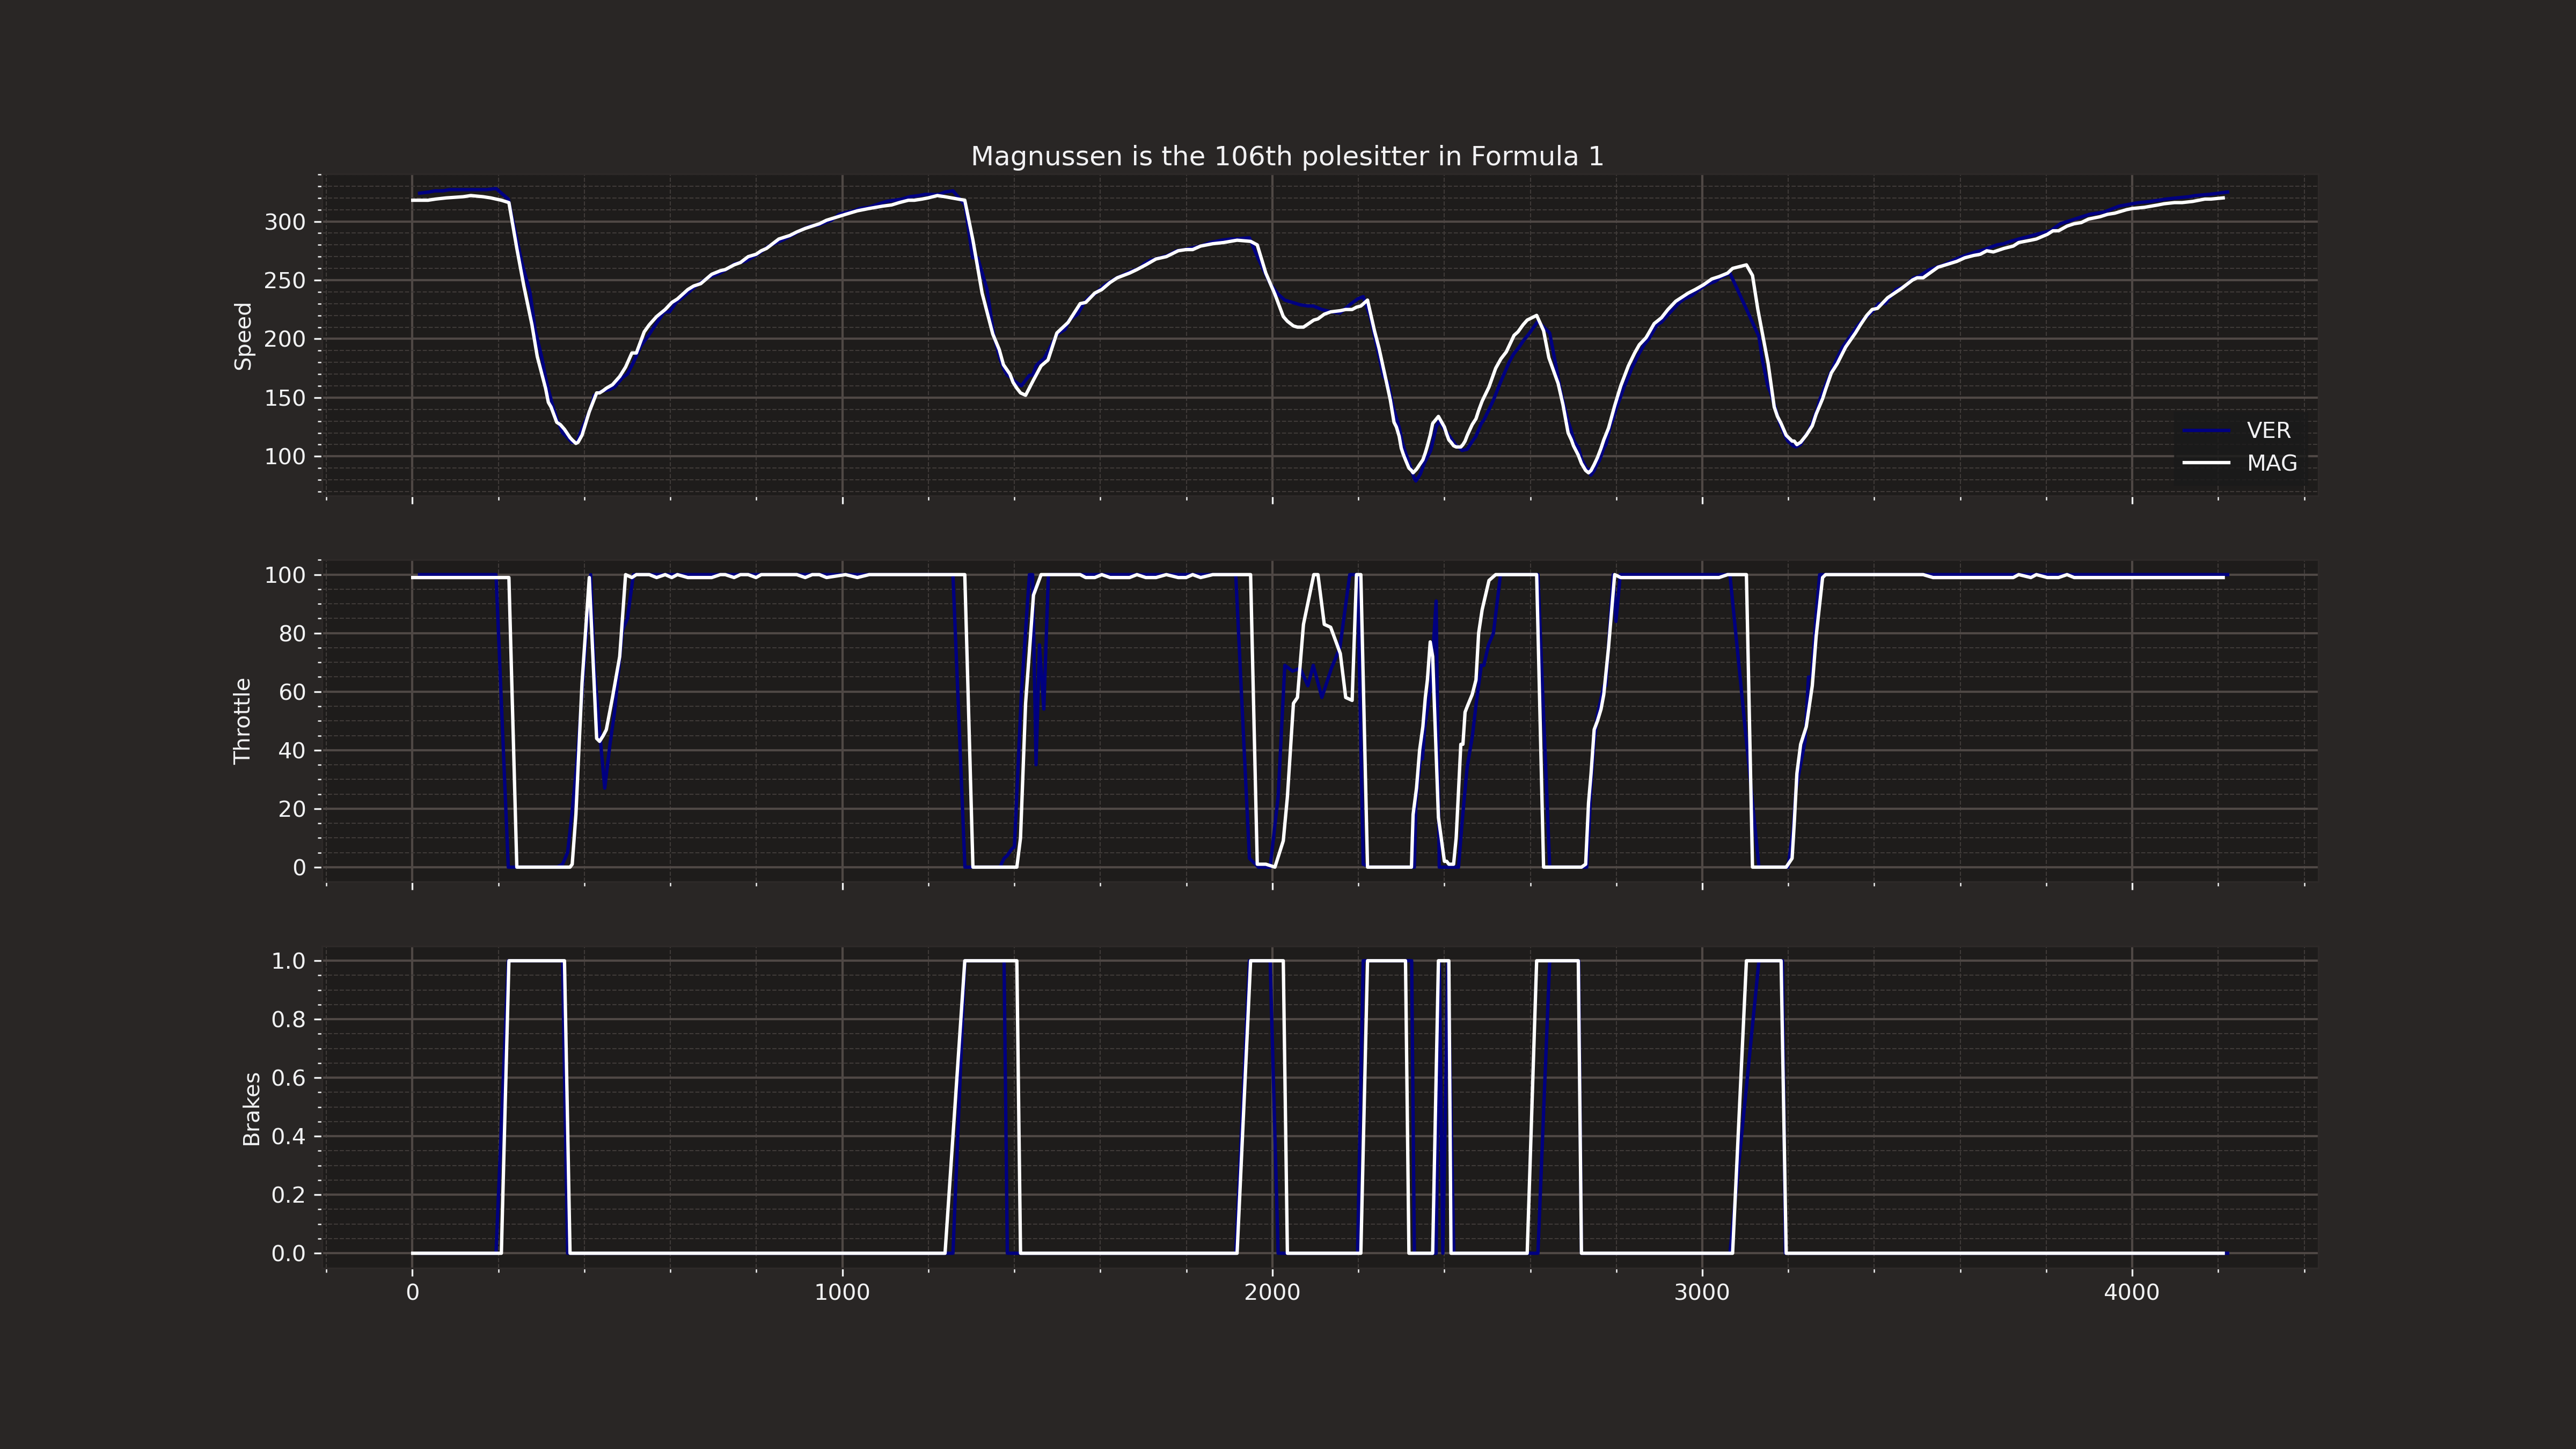 Magnussen is the 106th polesitter in Formula 1
Speed
300
250
200
150
100
VER
MAG
Throttle
100
80
60
40
20
0
Brakes
1.0
0.8
0.6
0.4
0.2
0.0
0 1000 2000 3000 4000